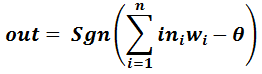 out = Sgn(∑_{i=1}^{n} in_i w_i − θ)